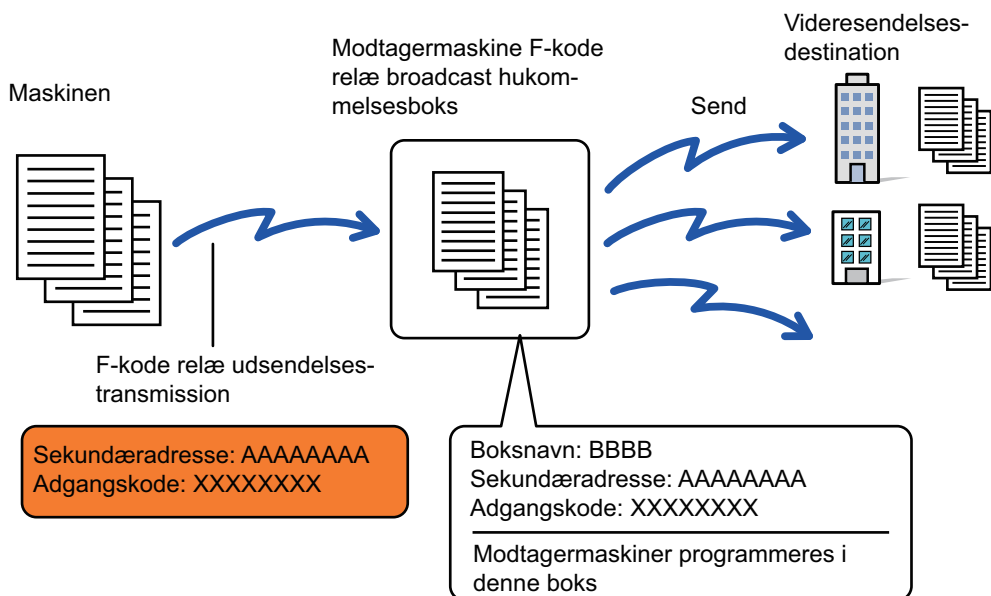 Maskinen
Modtagermaskine F-kode
relæ broadcast hukom-
melsesboks
Send
Videresendelses-
destination
F-kode relæ udsendelses-
transmission
Sekundæradresse: AAAAAAAA
Adgangskode: XXXXXXXX
Boksnavn: BBBB
Sekundæradresse: AAAAAAAA
Adgangskode: XXXXXXXX
Modtagermaskiner programmeres i
denne boks